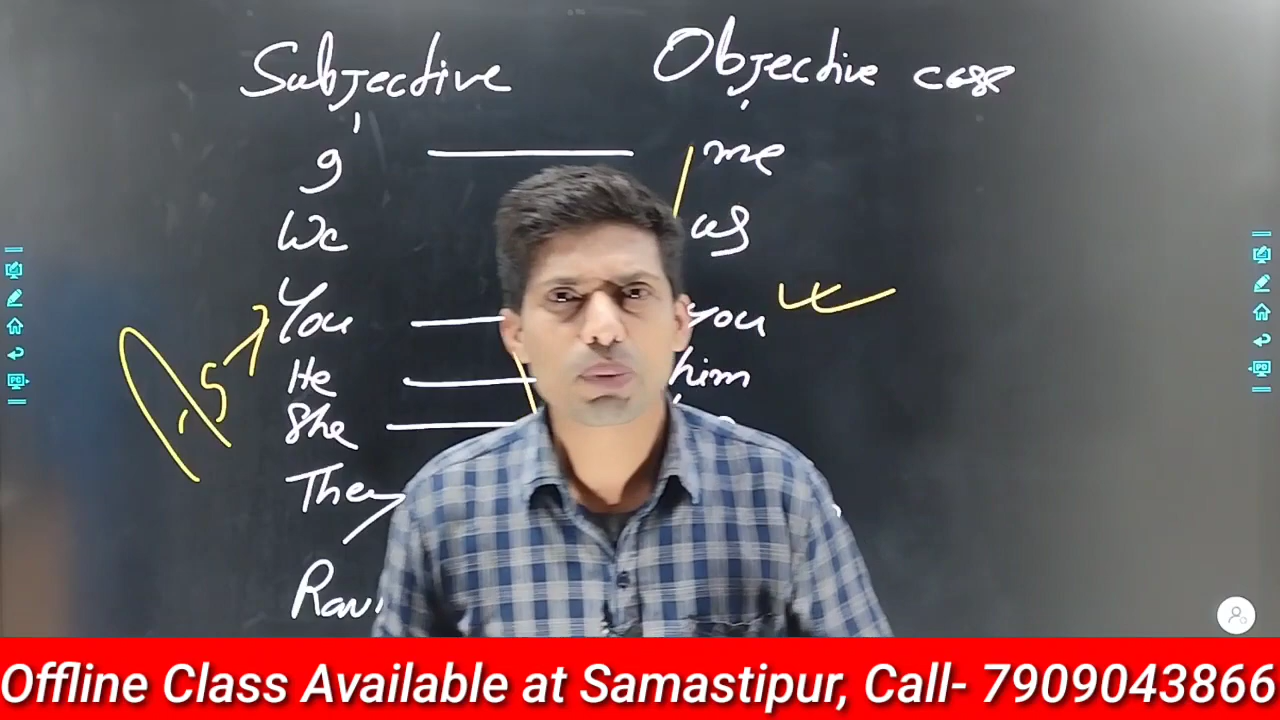 Subjective Objective case
I me
We us
You you
He him
She
They
Ravi
Offline Class Available at Samastipur, Call- 7909043866